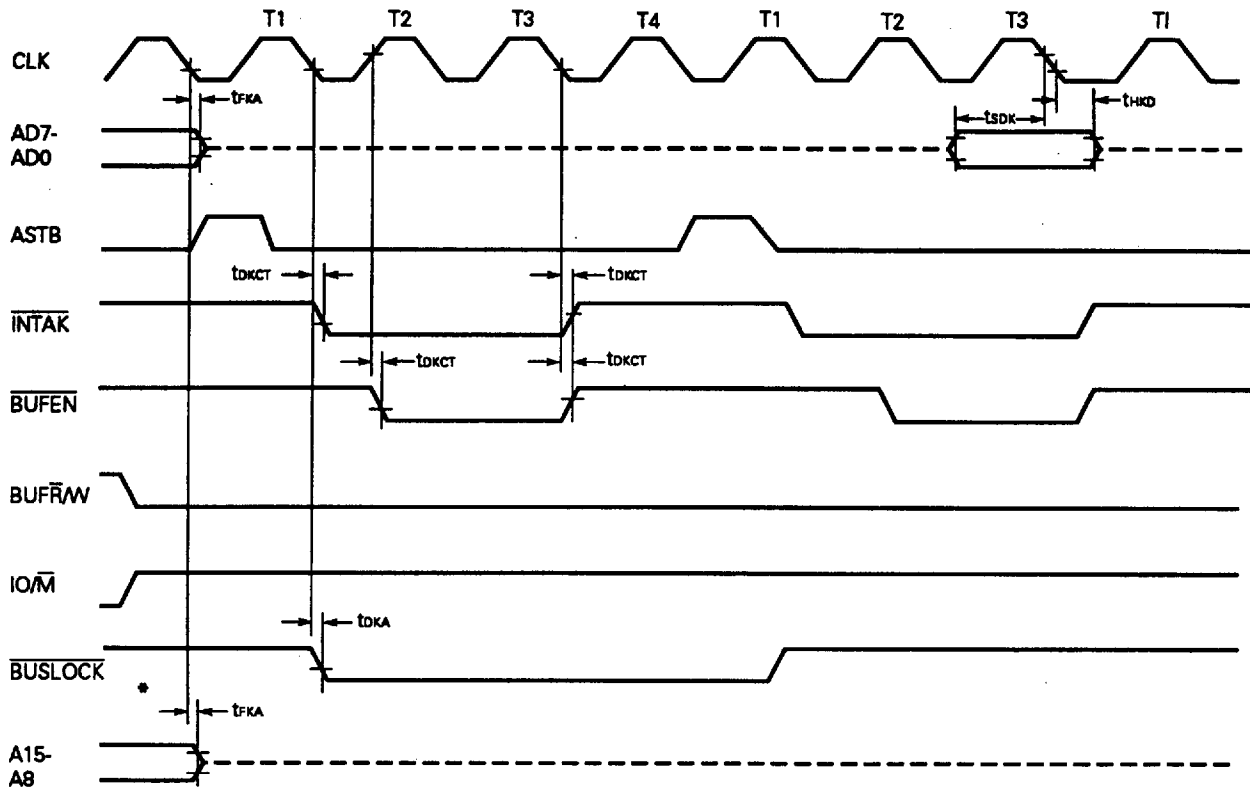 T1 T2 T3 T4 T1 T2 T3 TI
CLK
tFKA tSDK tHKD
AD7-
AD0
ASTB
tDKCT tDKCT
INTAK
tDKCT tDKCT
BUFEN
BUFR/W
IO/M
tDKA
BUSLOCK
*
tFKA
A15-
A8